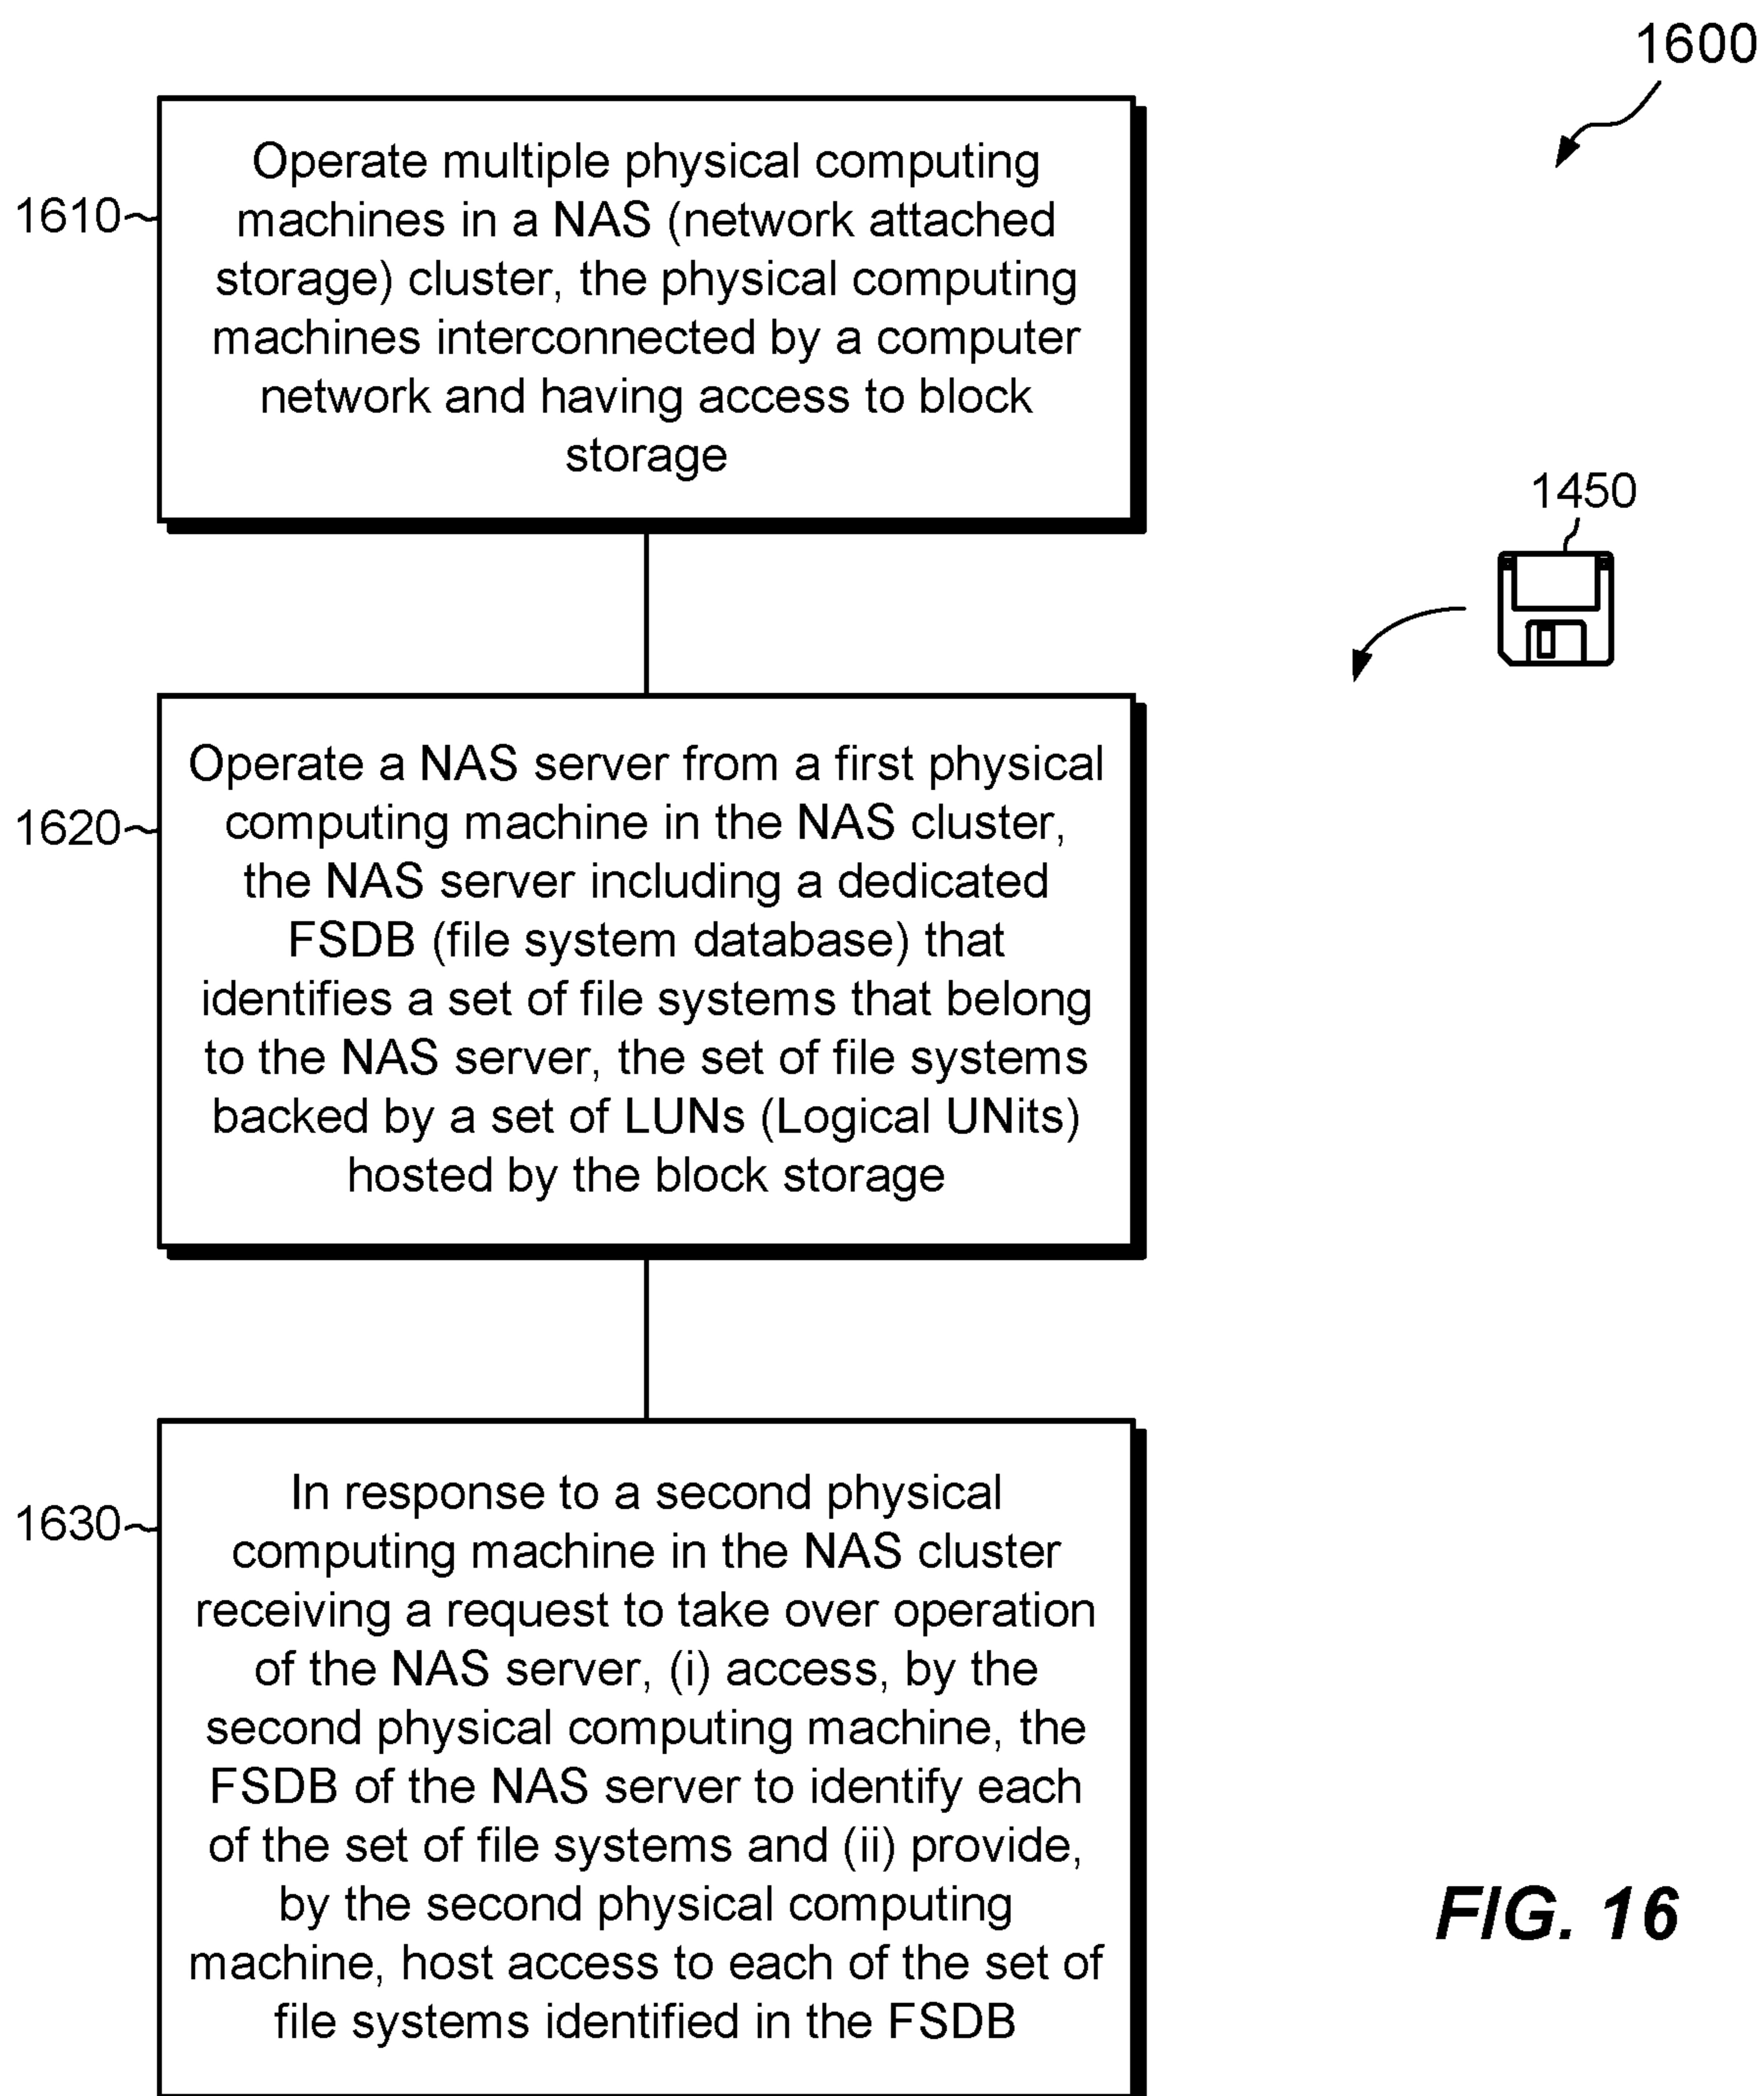 1600
Operate multiple physical computing
machines in a NAS (network attached
storage) cluster, the physical computing
machines interconnected by a computer
network and having access to block
storage
1610
1450
Operate a NAS server from a first physical
computing machine in the NAS cluster,
the NAS server including a dedicated
FSDB (file system database) that
identifies a set of file systems that belong
to the NAS server, the set of file systems
backed by a set of LUNs (Logical UNits)
hosted by the block storage
1620
In response to a second physical
computing machine in the NAS cluster
receiving a request to take over operation
of the NAS server, (i) access, by the
second physical computing machine, the
FSDB of the NAS server to identify each
of the set of file systems and (ii) provide,
by the second physical computing
machine, host access to each of the set of
file systems identified in the FSDB
1630
FIG. 16